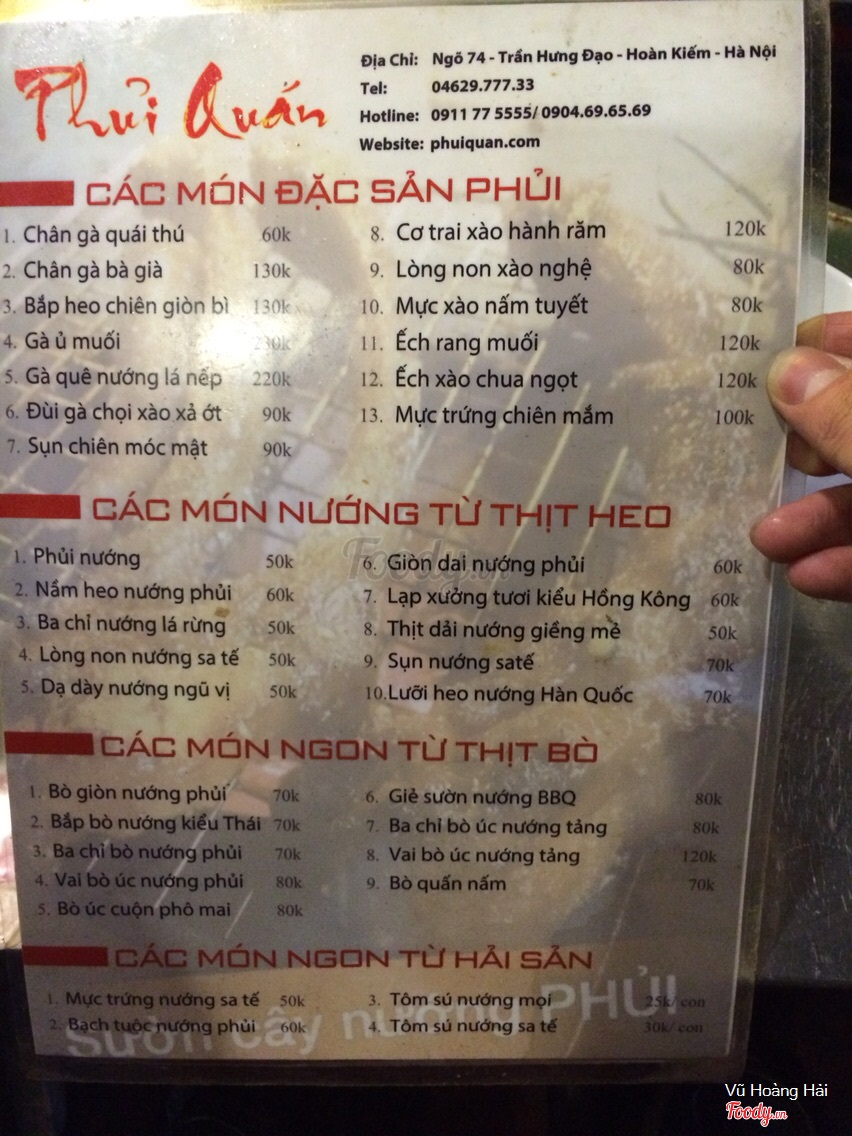 Phủi Quán
Địa Chỉ: Ngõ 74 - Trần Hưng Đạo - Hoàn Kiếm - Hà Nội
Tel: 04629.777.33
Hotline: 0911 77 5555/ 0904.69.65.69
Website: phuiquan.com
CÁC MÓN ĐẶC SẢN PHỦI
1. Chân gà quái thú 60k
2. Chân gà bà già 130k
3. Bắp heo chiên giòn bì 130k
4. Gà ủ muối 230k
5. Gà quê nướng lá nếp 220k
6. Đùi gà chọi xào xả ớt 90k
7. Sụn chiên móc mật 90k
8. Cơ trai xào hành răm 120k
9. Lòng non xào nghệ 80k
10. Mực xào nấm tuyết 80k
11. Ếch rang muối 120k
12. Ếch xào chua ngọt 120k
13. Mực trứng chiên mắm 100k
CÁC MÓN NƯỚNG TỪ THỊT HEO
1. Phủi nướng 50k
2. Nầm heo nướng phủi 60k
3. Ba chỉ nướng lá rừng 50k
4. Lòng non nướng sa tế 50k
5. Dạ dày nướng ngũ vị 50k
6. Giòn dai nướng phủi 60k
7. Lạp xưởng tươi kiểu Hồng Kông 60k
8. Thịt dải nướng giềng mẻ 50k
9. Sụn nướng satế 70k
10. Lưỡi heo nướng Hàn Quốc 70k
Foody.vn
CÁC MÓN NGON TỪ THỊT BÒ
1. Bò giòn nướng phủi 70k
2. Bắp bò nướng kiểu Thái 70k
3. Ba chỉ bò nướng phủi 70k
4. Vai bò úc nướng phủi 80k
5. Bò úc cuộn phô mai 80k
6. Giẻ sườn nướng BBQ 80k
7. Ba chỉ bò úc nướng tảng 80k
8. Vai bò úc nướng tảng 120k
9. Bò quấn nấm 70k
CÁC MÓN NGON TỪ HẢI SẢN
1. Mực trứng nướng sa tế 50k
2. Bạch tuộc nướng phủi 60k
3. Tôm sú nướng mọi 25k/ con
4. Tôm sú nướng sa tế 30k/ con
Sườn cây nướng PHỦI
Vũ Hoàng Hải
Foody.vn